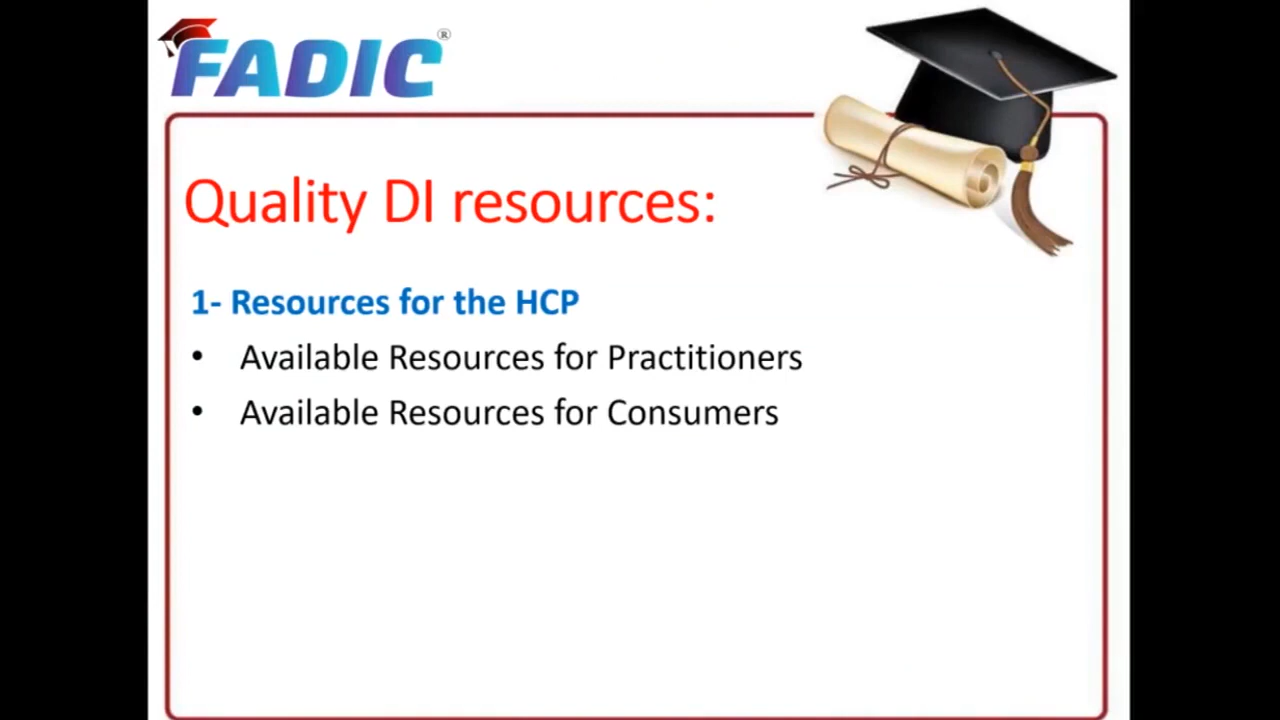 FADIC®
Quality DI resources:
1- Resources for the HCP
• Available Resources for Practitioners
• Available Resources for Consumers